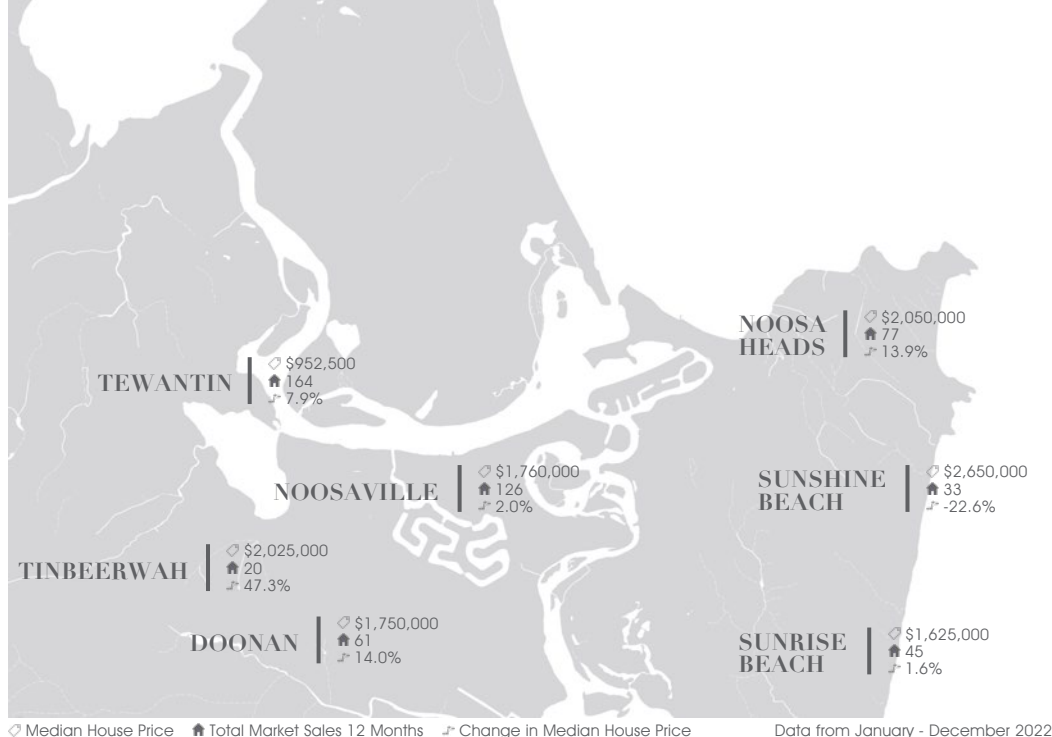 NOOSA
HEADS
$2,050,000
77
13.9%
TEWANTIN
$952,500
164
7.9%
NOOSAVILLE
$1,760,000
126
2.0%
SUNSHINE
BEACH
$2,650,000
33
-22.6%
TINBEERWAH
$2,025,000
20
47.3%
DOONAN
$1,750,000
61
14.0%
SUNRISE
BEACH
$1,625,000
45
1.6%
Median House Price Total Market Sales 12 Months Change in Median House Price Data from January - December 2022